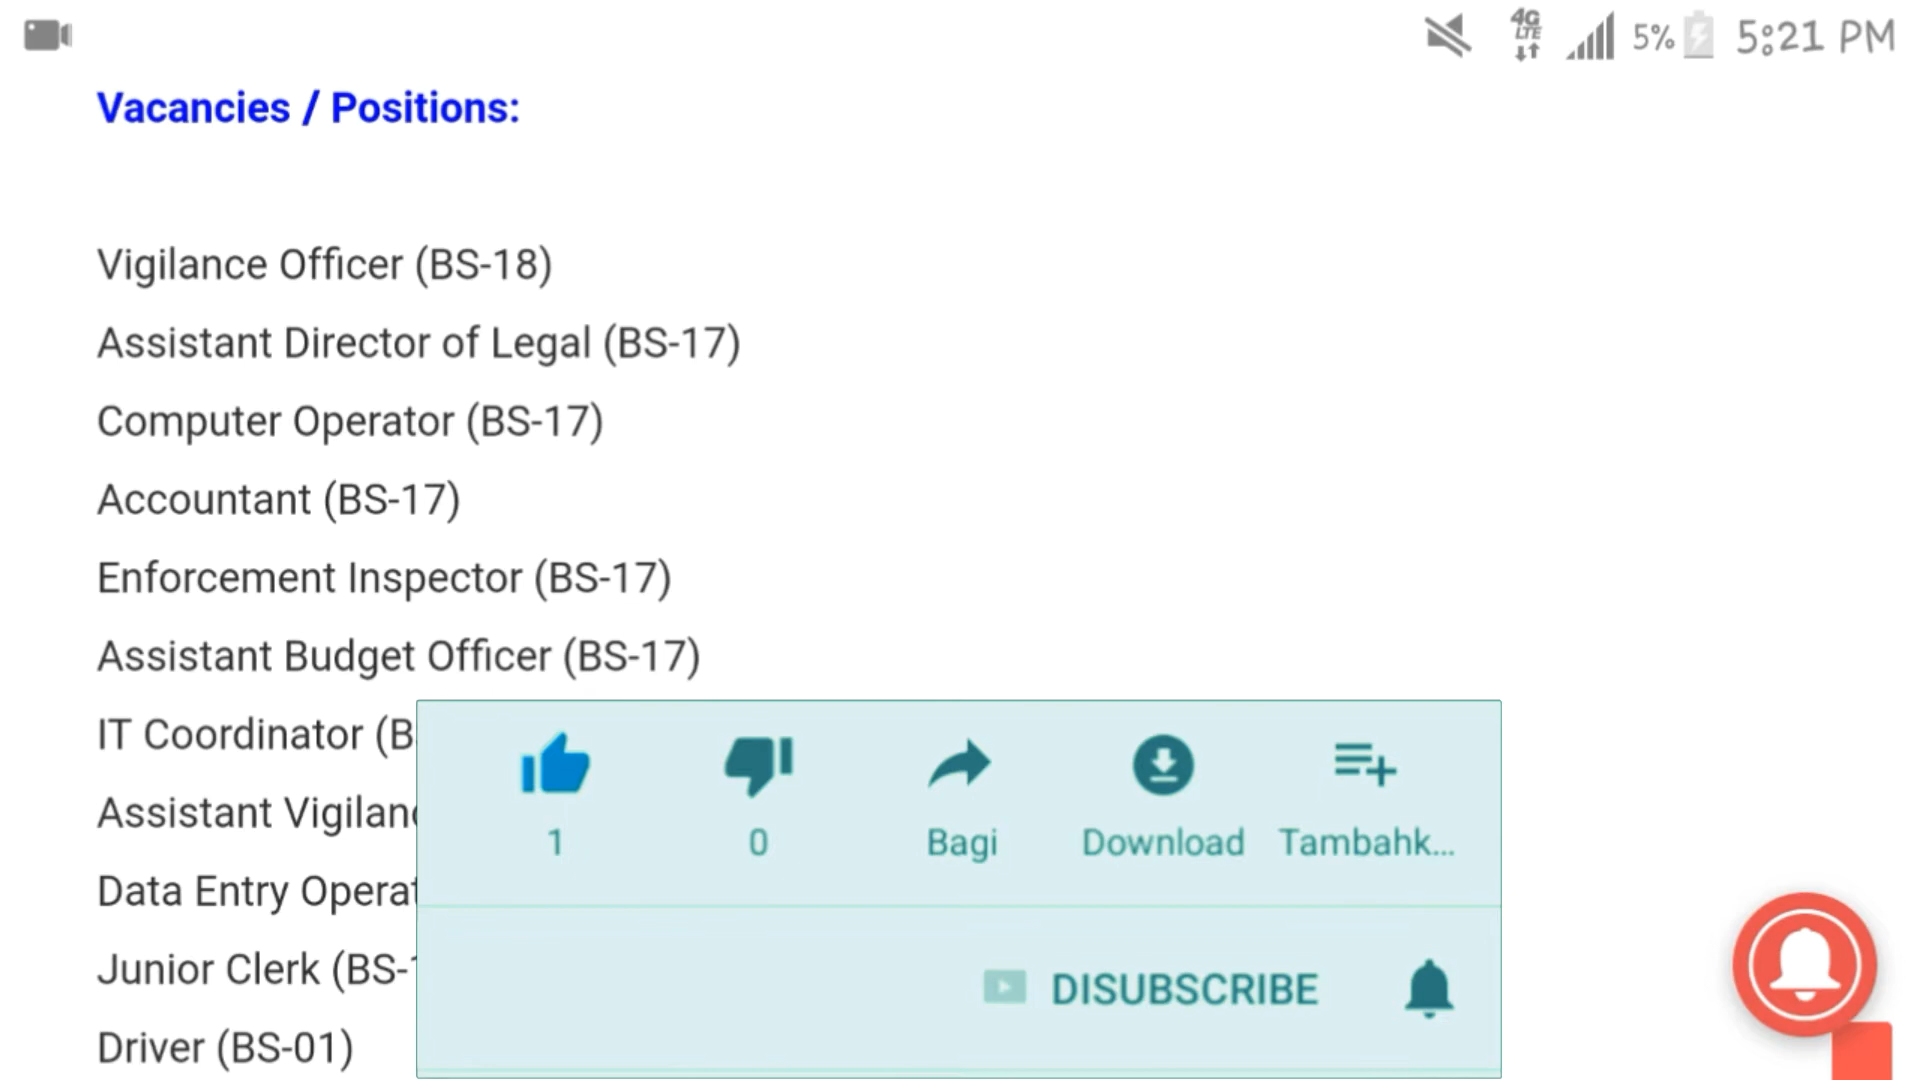 4G
LTE
5%
5:21 PM
Vacancies / Positions:
Vigilance Officer (BS-18)
Assistant Director of Legal (BS-17)
Computer Operator (BS-17)
Accountant (BS-17)
Enforcement Inspector (BS-17)
Assistant Budget Officer (BS-17)
IT Coordinator (B
Assistant
Data Entry
Junior Clerk (BS-
Driver (BS-01)
1
0
Bagi
Download
Tambahk...
DISUBSCRIBE